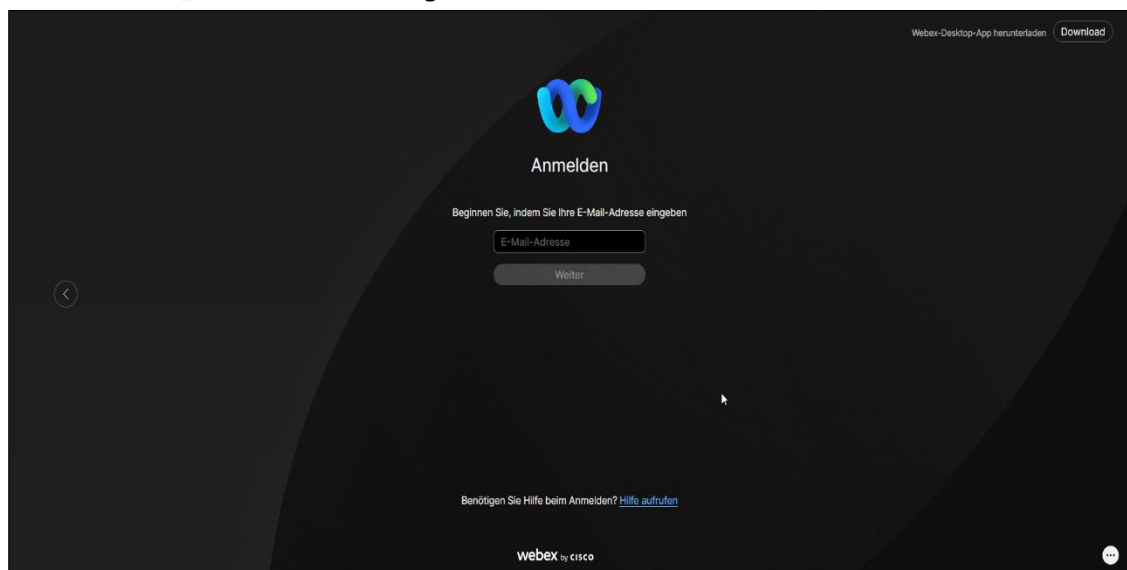 Webex-Desktop-App herunterladen Download
Anmelden
Beginnen Sie, indem Sie Ihre E-Mail-Adresse eingeben
E-Mail-Adresse
Weiter
Benötigen Sie Hilfe beim Anmelden? Hilfe aufrufen
webex by CISCO